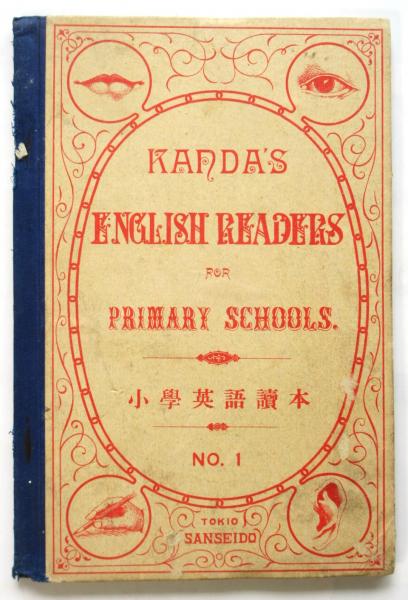 KANDA'S
ENGLISH READERS
FOR
PRIMARY SCHOOLS.
小學英語讀本
NO. 1
TOKIO
SANSEIDO